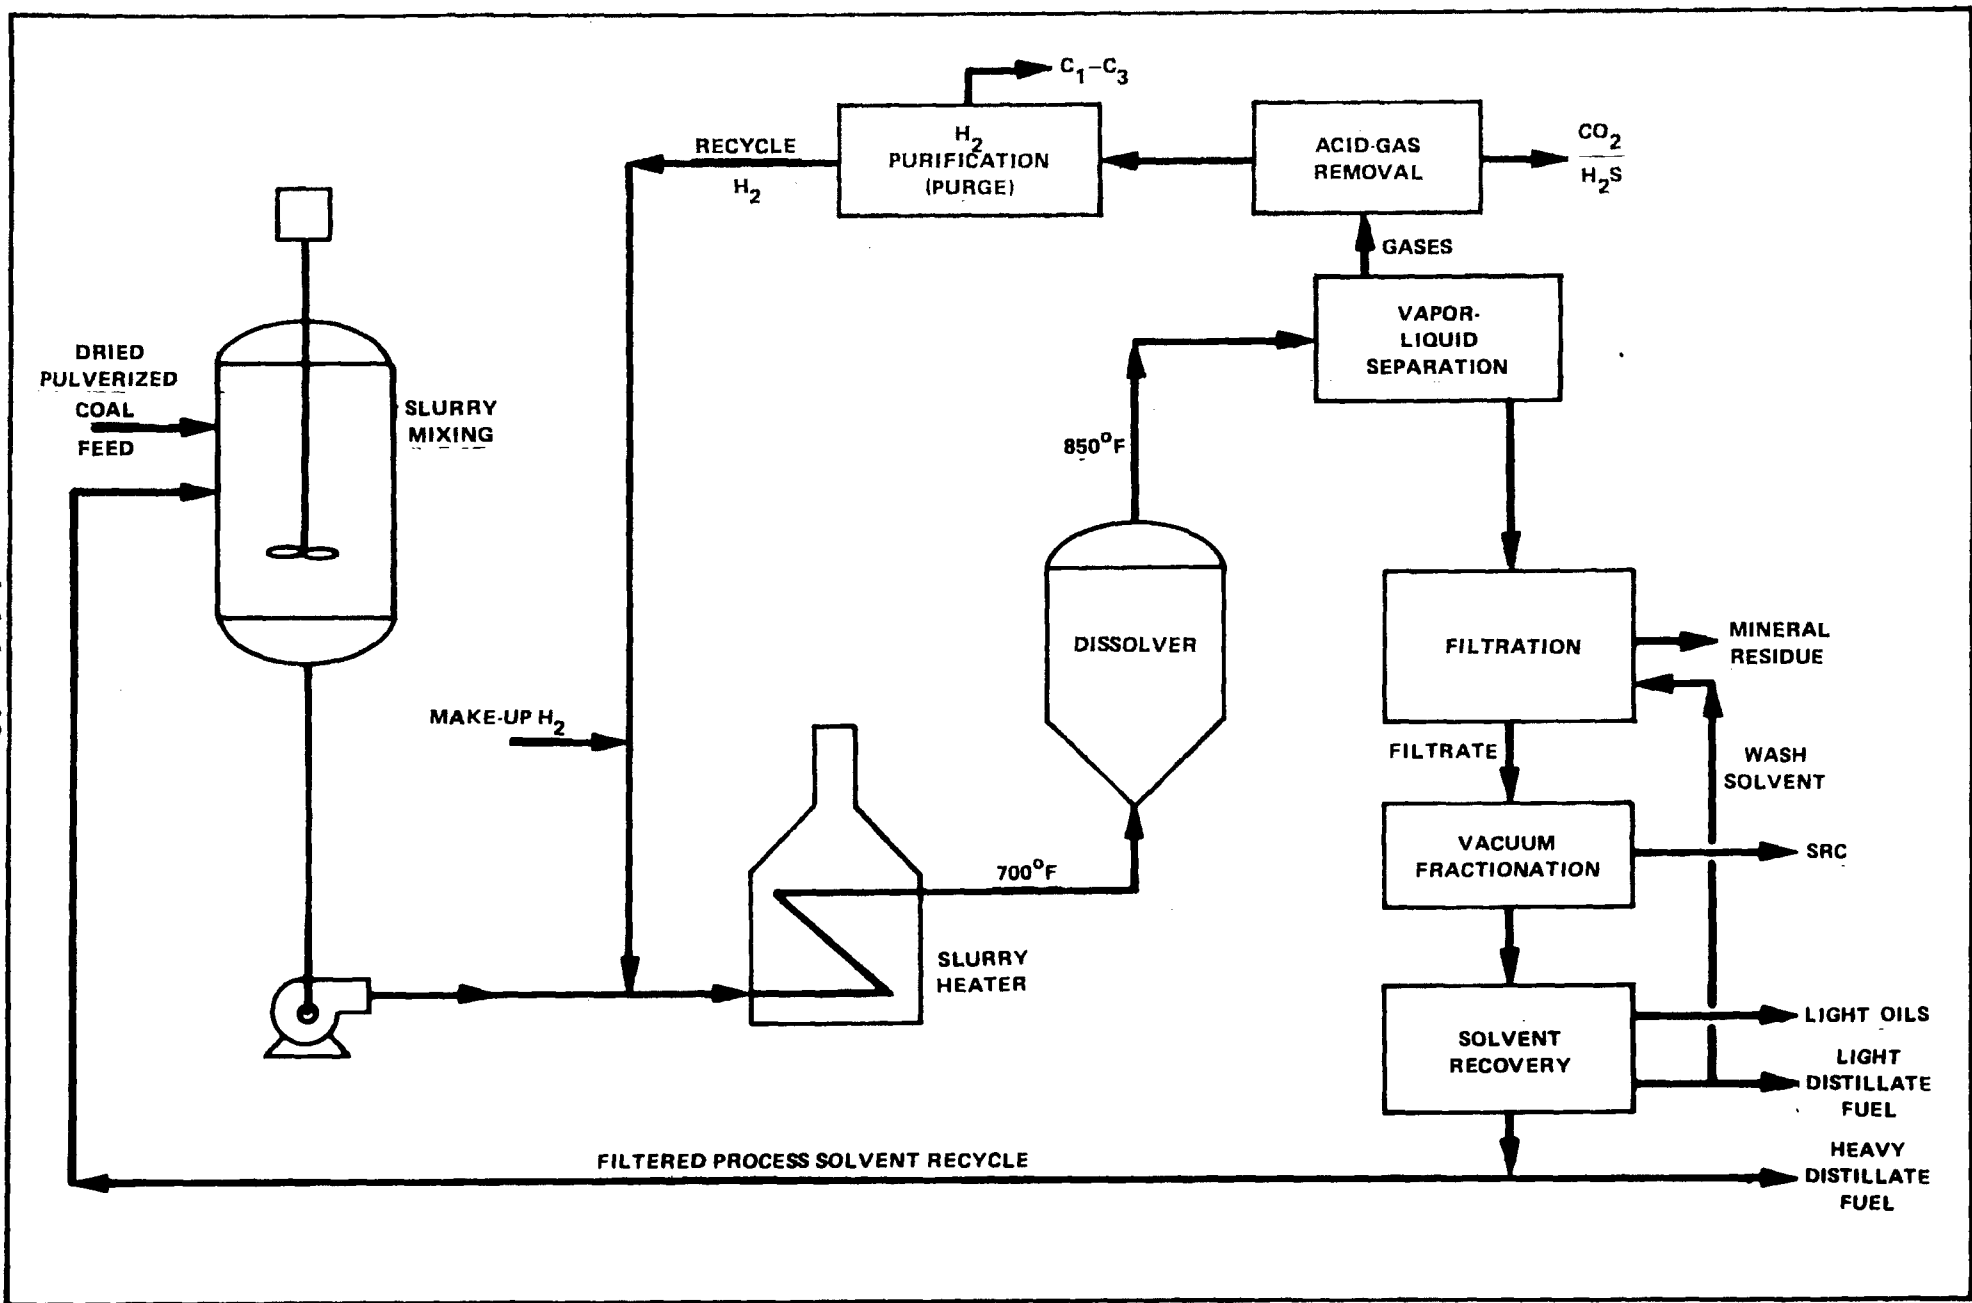 C₁–C₃
H₂
PURIFICATION
(PURGE)
ACID-GAS
REMOVAL
CO₂
H₂S
RECYCLE
H₂
GASES
VAPOR-
LIQUID
SEPARATION
DRIED
PULVERIZED
COAL
FEED
SLURRY
MIXING
850°F
DISSOLVER
FILTRATION
MINERAL
RESIDUE
MAKE-UP H₂
FILTRATE
WASH
SOLVENT
VACUUM
FRACTIONATION
SRC
700°F
SLURRY
HEATER
SOLVENT
RECOVERY
LIGHT OILS
LIGHT
DISTILLATE
FUEL
FILTERED PROCESS SOLVENT RECYCLE
HEAVY
DISTILLATE
FUEL